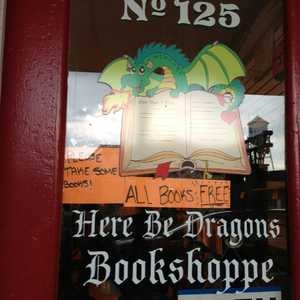 No 125
PLEASE
TAKE SOME
BOOKS!
ALL BOOKS FREE
Here Be Dragons
Bookshoppe